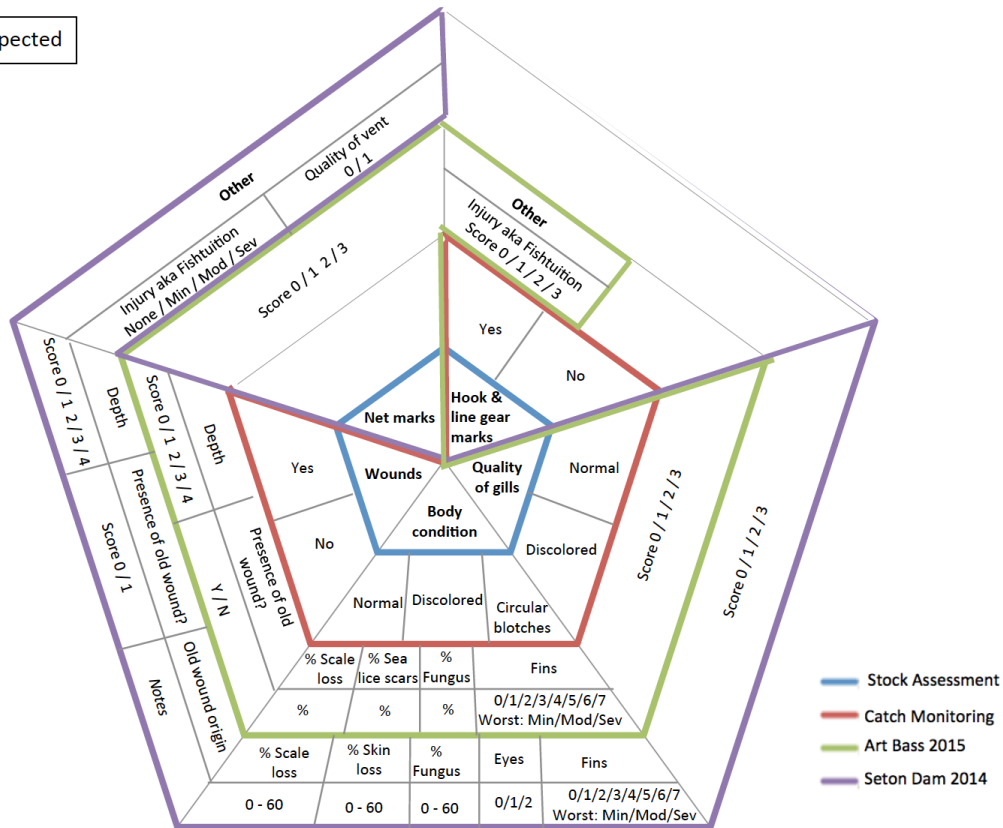 pected
Other
Quality of vent
0 / 1
Injury aka Fishtuition
None / Min / Mod / Sev
Score 0 / 1 2 / 3
Other
Injury aka Fishtuition
Score 0 / 1 / 2 / 3
Yes
No
Net marks
Hook &
line gear
marks
Wounds
Quality
of gills
Body
condition
Yes
No
Normal
Discolored
Score 0 / 1 / 2 / 3
Score 0 / 1 / 2 / 3
Score 0 / 1 2 / 3 / 4
Depth
Score 0 / 1 2 / 3 / 4
Depth
Score 0 / 1
Presence of old wound?
Y / N
Presence of old
wound?
Notes
Old wound origin
Normal
Discolored
Circular
blotches
% Scale
loss
% Sea
lice scars
%
Fungus
Fins
%
%
%
0/1/2/3/4/5/6/7
Worst: Min/Mod/Sev
% Scale
loss
% Skin
loss
%
Fungus
Eyes
Fins
0 - 60
0 - 60
0 - 60
0/1/2
0/1/2/3/4/5/6/7
Worst: Min/Mod/Sev
Stock Assessment
Catch Monitoring
Art Bass 2015
Seton Dam 2014